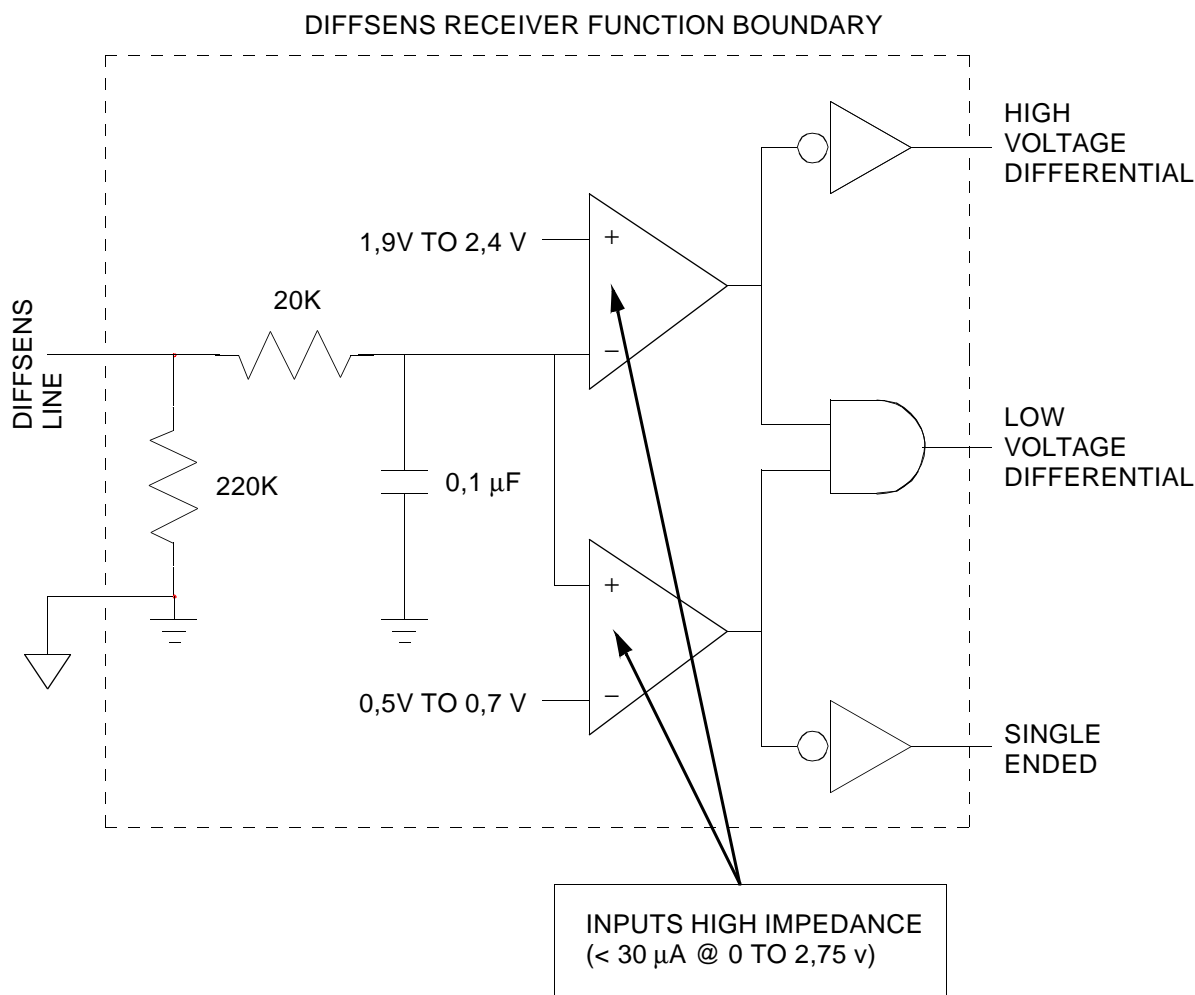 DIFFSENS RECEIVER FUNCTION BOUNDARY
HIGH
VOLTAGE
DIFFERENTIAL
1,9V TO 2,4 V
+
−
20K
DIFFSENS
LINE
220K
0,1 μF
LOW
VOLTAGE
DIFFERENTIAL
+
−
0,5V TO 0,7 V
SINGLE
ENDED
INPUTS HIGH IMPEDANCE
(< 30 μA @ 0 TO 2,75 v)